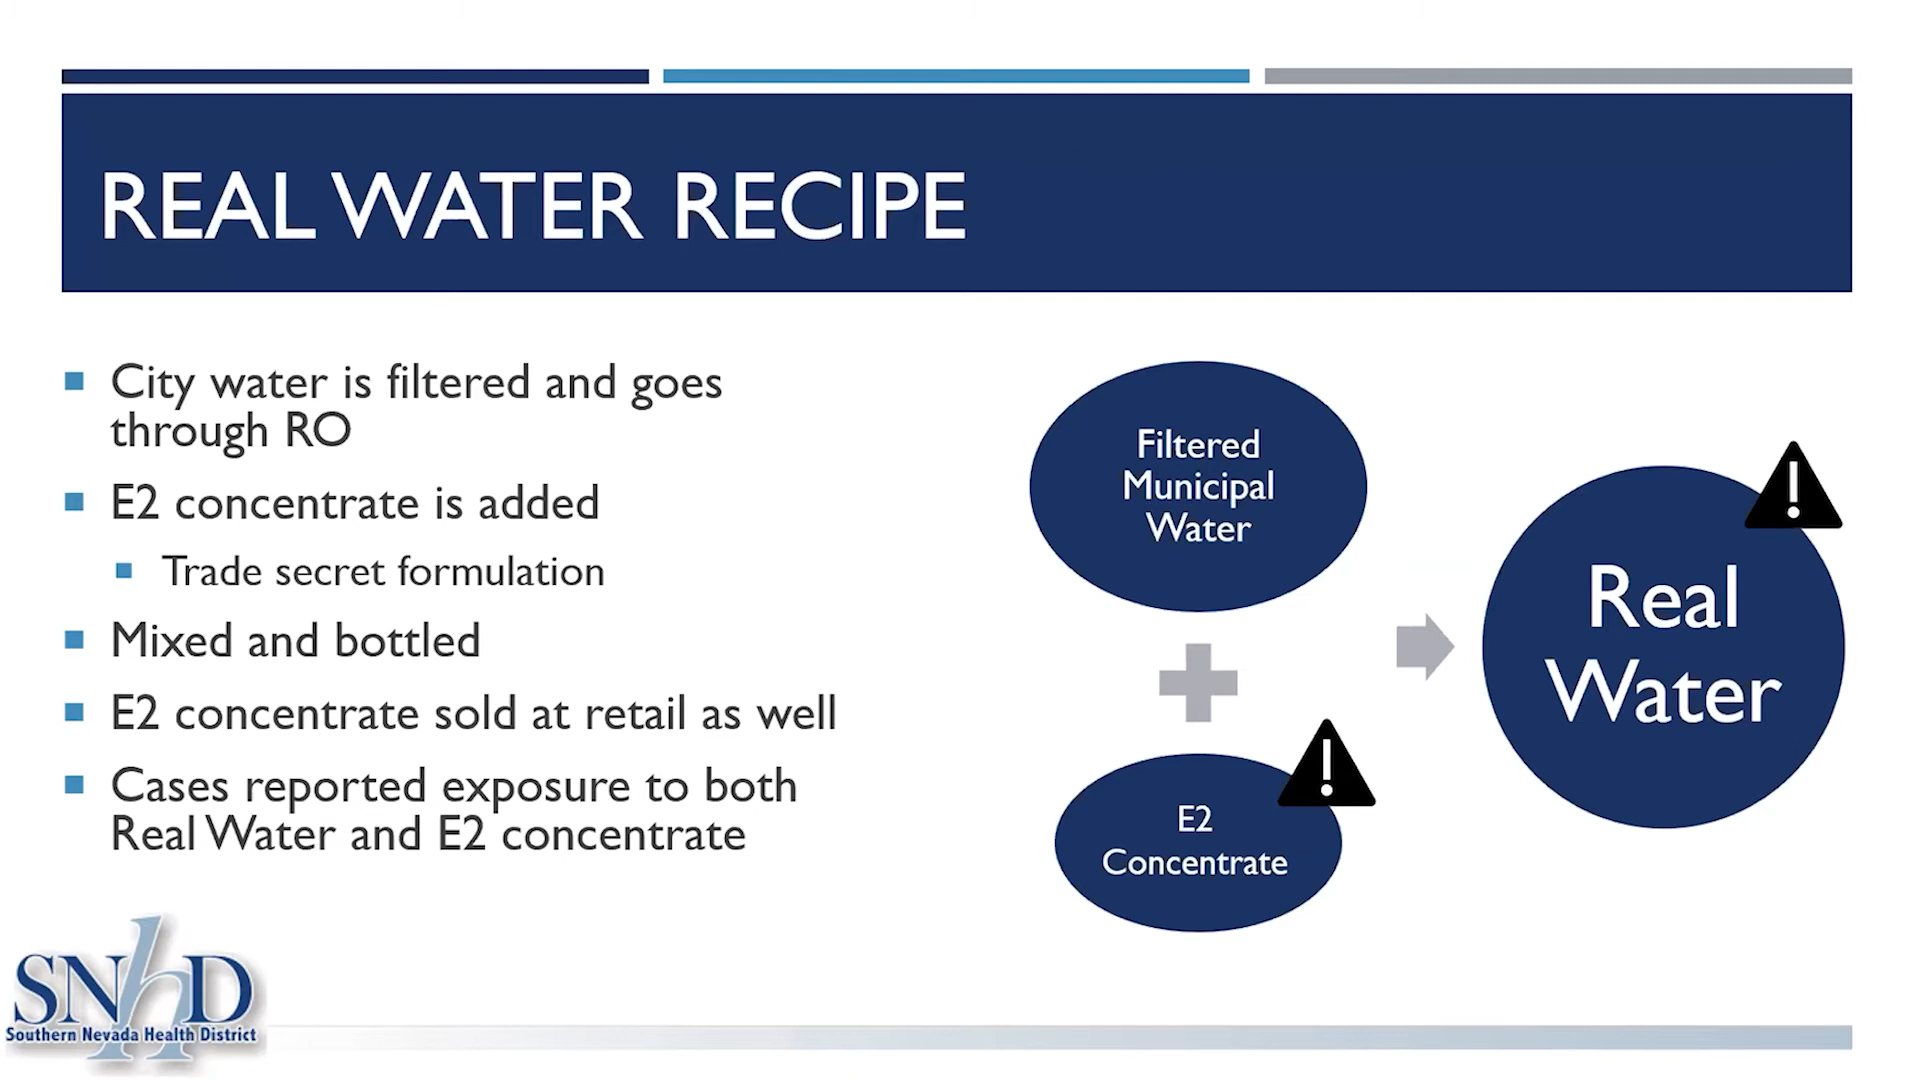 REAL WATER RECIPE
City water is filtered and goes
through RO
E2 concentrate is added
Trade secret formulation
Mixed and bottled
E2 concentrate sold at retail as well
Cases reported exposure to both
Real Water and E2 concentrate
Filtered
Municipal
Water
E2
Concentrate
Real
Water
SNhD
Southern Nevada Health District